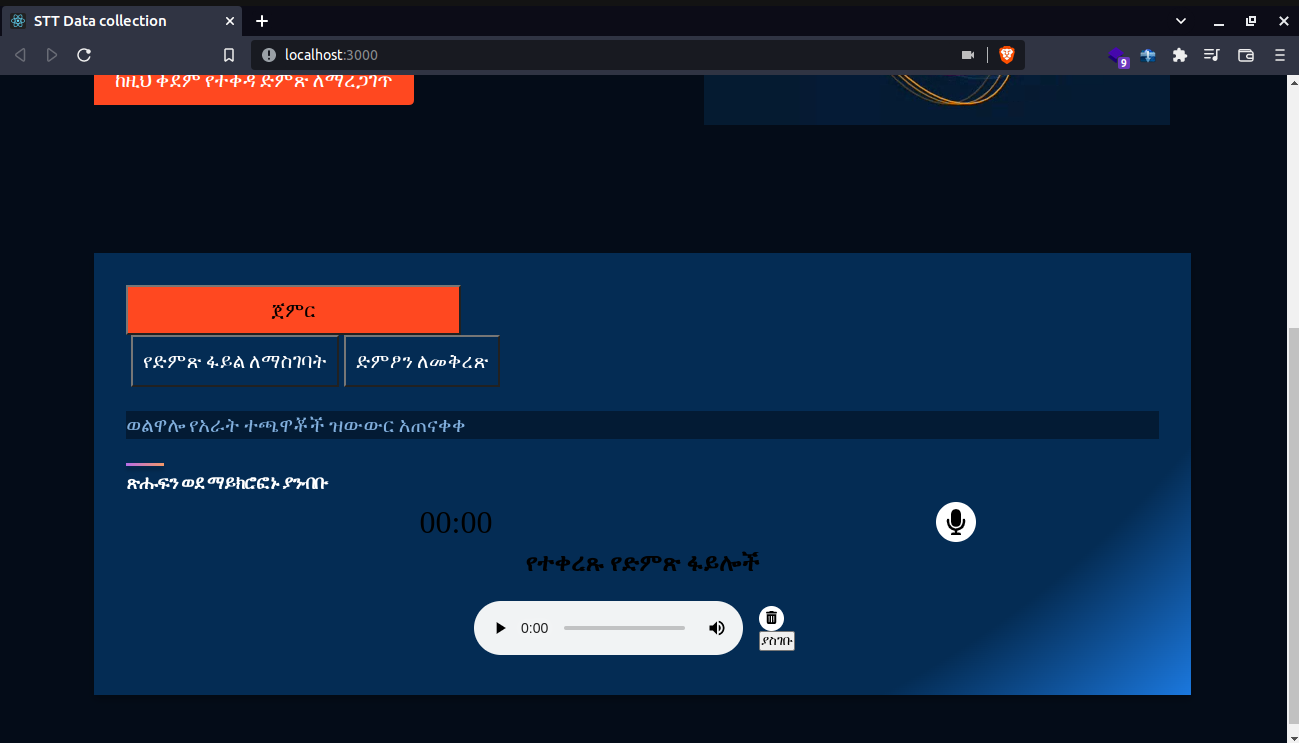 STT Data collection
localhost:3000
9
ከዚህ ቀደም የተቀዳ ድምጽ ለማረጋገጥ
ጀምር
የድምጽ ፋይል ለማስገባት
ድምፆን ለመቅረጽ
ወልዋሎ የአራት ተጫዋቾች ዝውውር አጠናቀቀ
ጽሑፍን ወደ ማይክሮፎኑ ያንብቡ
00:00
የተቀረጹ የድምጽ ፋይሎች
0:00
ያስገቡ